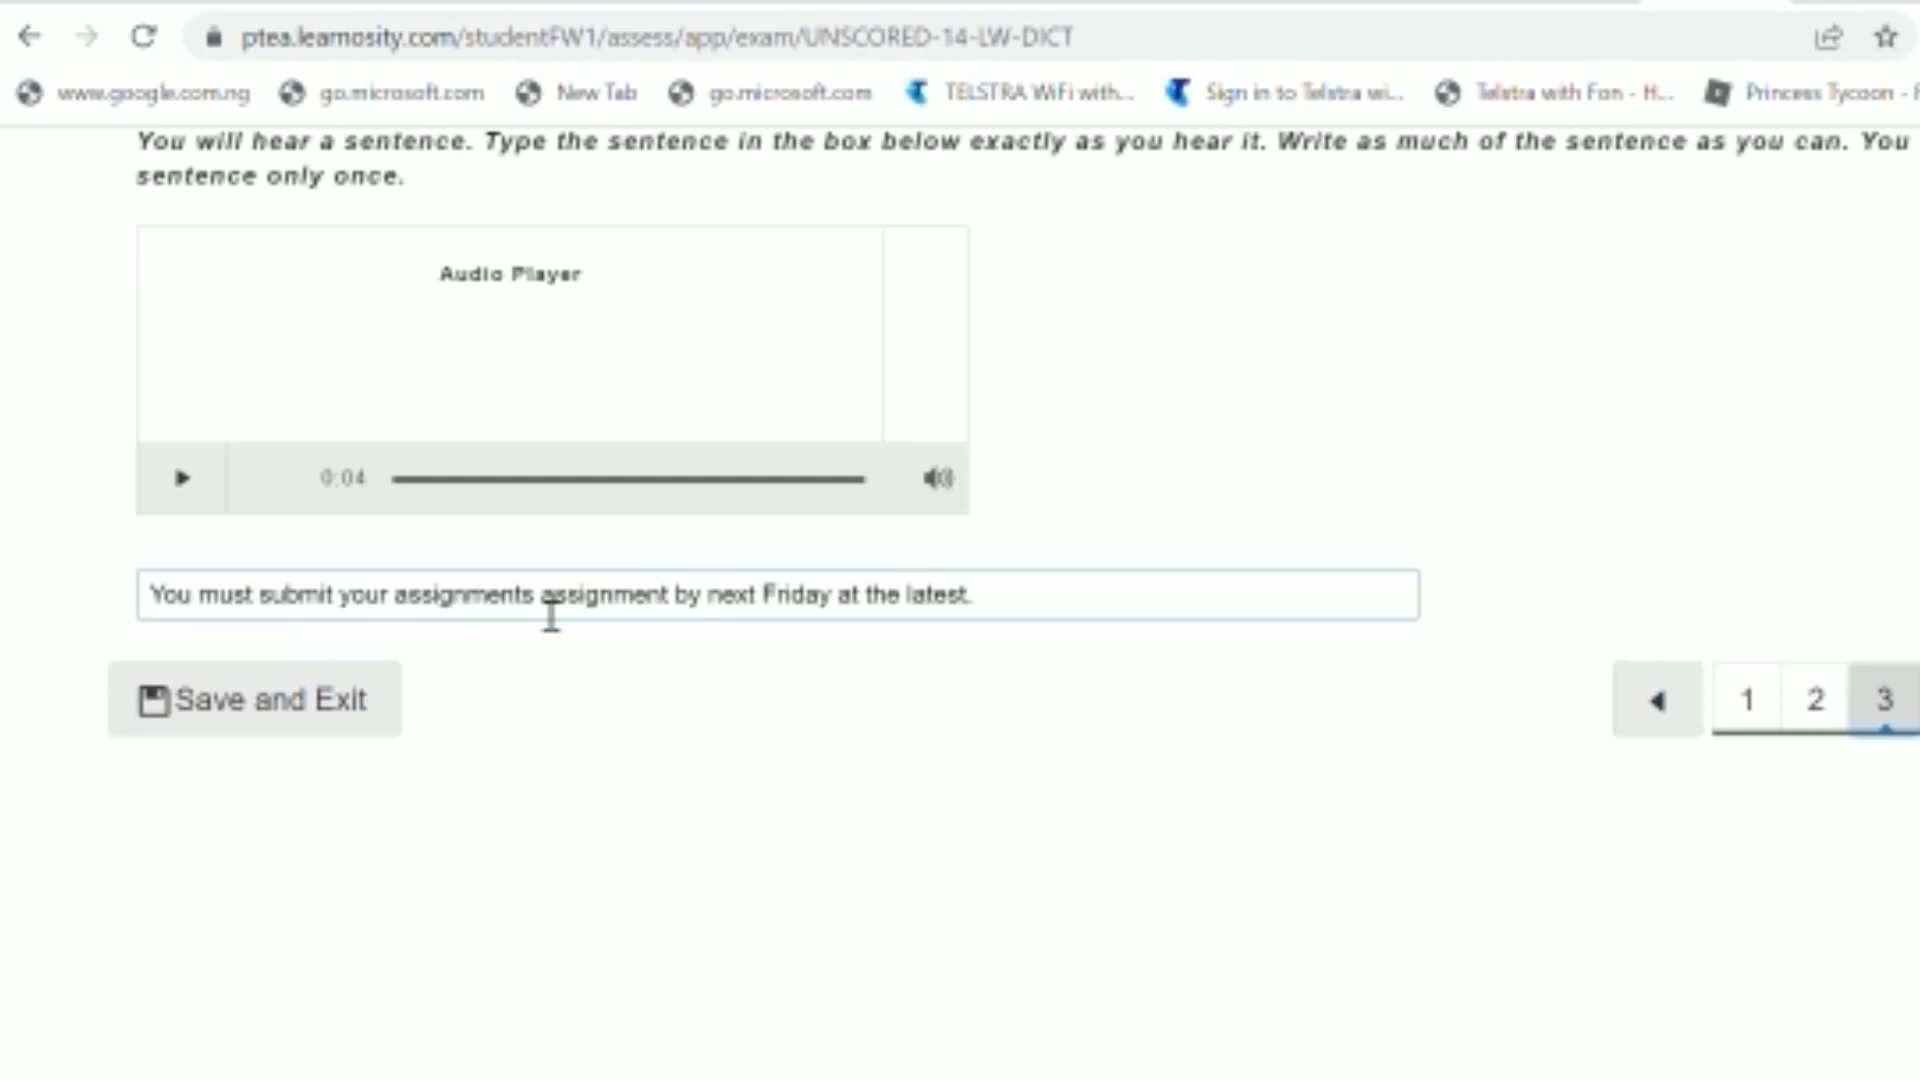 ptea.learnosity.com/studentFW1/assess/app/exam/UNSCORED-14-LW-DICT
www.google.com.ng go.microsoft.com New Tab go.microsoft.com TELSTRA WiFi with... Sign in to Telstra wi... Telstra with Fon - H... Princess Tycoon -
You will hear a sentence. Type the sentence in the box below exactly as you hear it. Write as much of the sentence as you can. You
sentence only once.
Audio Player
0:04
You must submit your assignments assignment by next Friday at the latest.
Save and Exit
1 2 3